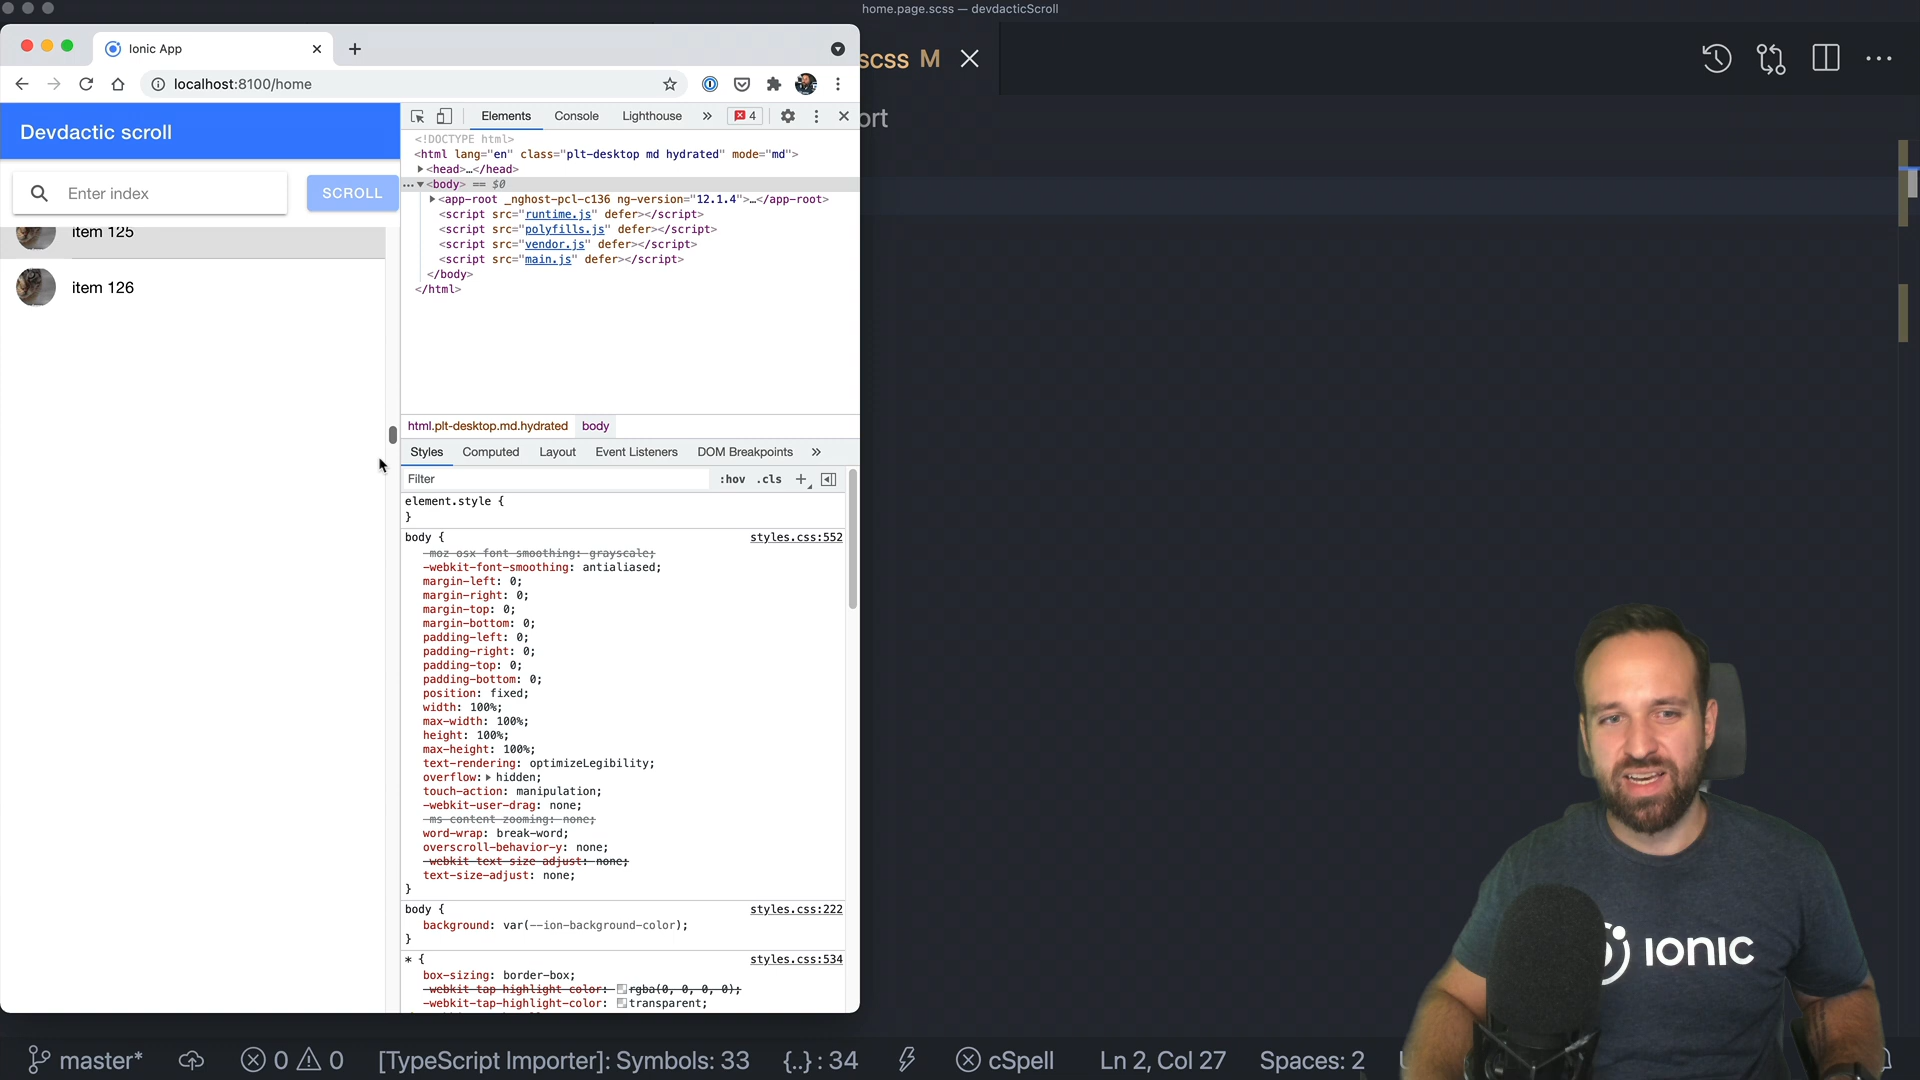 home.page.scss — devdacticScroll
Ionic App
scss M
localhost:8100/home
ort
Devdactic scroll
Enter index
SCROLL
item 125
item 126
Elements Console Lighthouse » 4
<!DOCTYPE html>
<html lang="en" class="plt-desktop md hydrated" mode="md">
<head>…</head>
<body> == $0
<app-root _nghost-pcl-c136 ng-version="12.1.4">…</app-root>
<script src="runtime.js" defer></script>
<script src="polyfills.js" defer></script>
<script src="vendor.js" defer></script>
<script src="main.js" defer></script>
</body>
</html>
html.plt-desktop.md.hydrated body
Styles Computed Layout Event Listeners DOM Breakpoints »
Filter :hov .cls +
element.style {
}
body { styles.css:552
-moz-osx-font-smoothing: grayscale;
-webkit-font-smoothing: antialiased;
margin-left: 0;
margin-right: 0;
margin-top: 0;
margin-bottom: 0;
padding-left: 0;
padding-right: 0;
padding-top: 0;
padding-bottom: 0;
position: fixed;
width: 100%;
max-width: 100%;
height: 100%;
max-height: 100%;
text-rendering: optimizeLegibility;
overflow: hidden;
touch-action: manipulation;
-webkit-user-drag: none;
-ms-content-zooming: none;
word-wrap: break-word;
overscroll-behavior-y: none;
-webkit-text-size-adjust: none;
text-size-adjust: none;
}
body { styles.css:222
background: var(--ion-background-color);
}
* { styles.css:534
box-sizing: border-box;
-webkit-tap-highlight-color: rgba(0, 0, 0, 0);
-webkit-tap-highlight-color: transparent;
IONIC
master* 0 0 [TypeScript Importer]: Symbols: 33 {..} : 34 cSpell Ln 2, Col 27 Spaces: 2